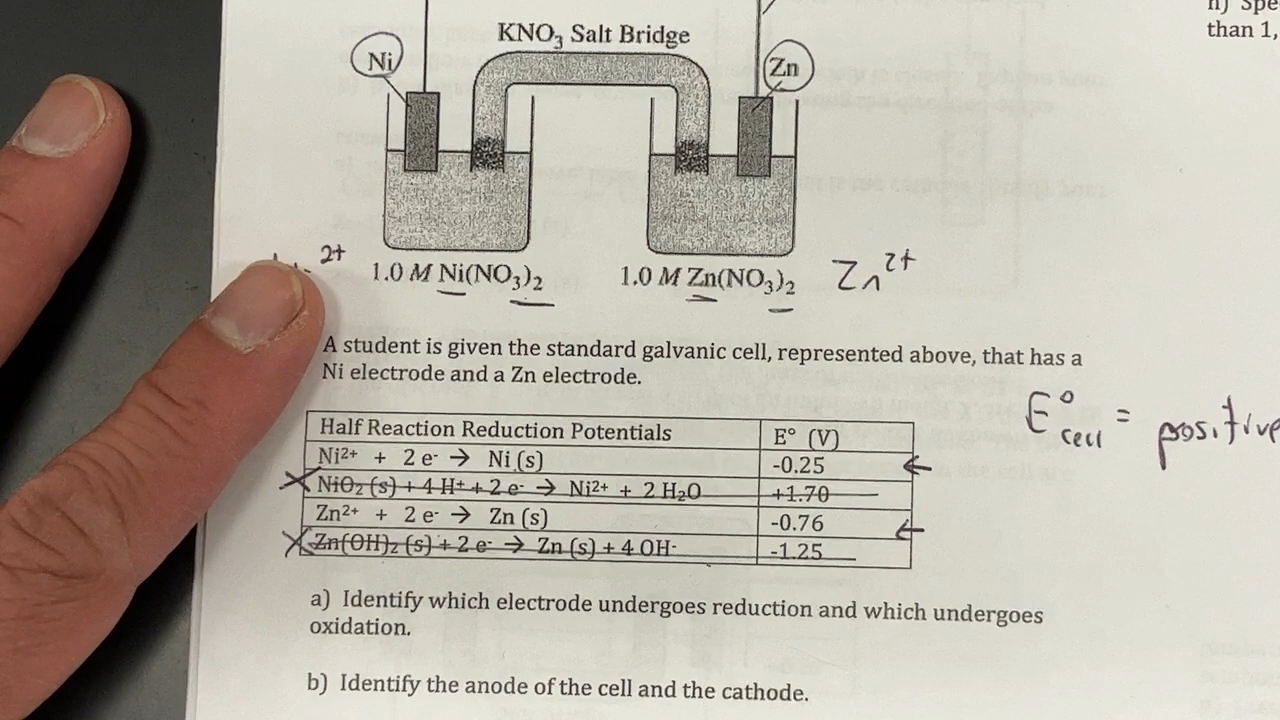 n) Spe
than 1,
KNO3 Salt Bridge
Ni
Zn
2+
1.0 M Ni(NO3)2
1.0 M Zn(NO3)2
Zn2+
A student is given the standard galvanic cell, represented above, that has a
Ni electrode and a Zn electrode.
E°cell = positive
Half Reaction Reduction Potentials E° (V)
Ni2+ + 2 e- → Ni (s) -0.25
NiO2 (s) + 4 H+ + 2 e- → Ni2+ + 2 H2O +1.70
Zn2+ + 2 e- → Zn (s) -0.76
Zn(OH)2 (s) + 2 e- → Zn (s) + 4 OH- -1.25
a) Identify which electrode undergoes reduction and which undergoes
oxidation.
b) Identify the anode of the cell and the cathode.